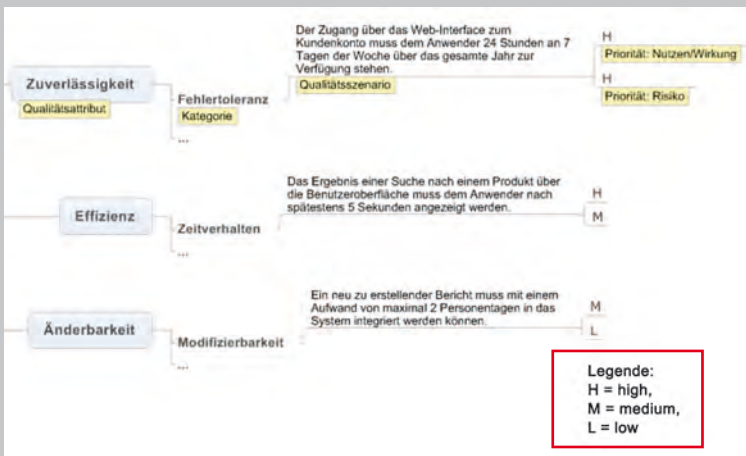 Der Zugang über das Web-Interface zum
Kundenkonto muss dem Anwender 24 Stunden an 7
Tagen der Woche über das gesamte Jahr zur
Verfügung stehen.
Qualitätsszenario
H
Priorität: Nutzen/Wirkung
H
Priorität: Risiko
Zuverlässigkeit
Qualitätsattribut
Fehlertoleranz
Kategorie
...
Das Ergebnis einer Suche nach einem Produkt über
die Benutzeroberfläche muss dem Anwender nach
spätestens 5 Sekunden angezeigt werden.
H
M
Effizienz
Zeitverhalten
...
Ein neu zu erstellender Bericht muss mit einem
Aufwand von maximal 2 Personentagen in das
System integriert werden können.
M
L
Änderbarkeit
Modifizierbarkeit
...
Legende:
H = high,
M = medium,
L = low